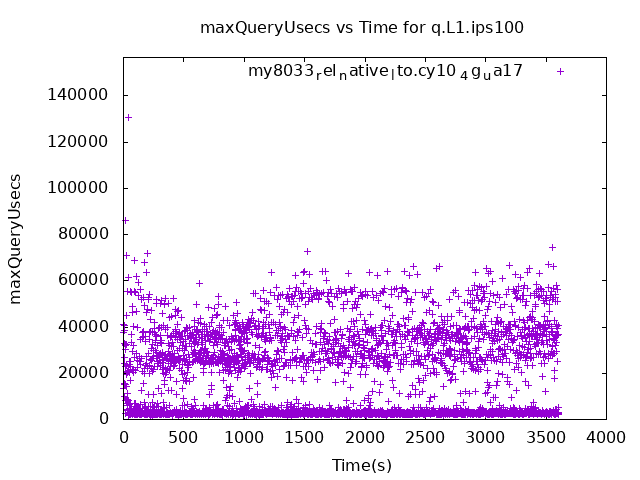 maxQueryUsecs vs Time for q.L1.ips100
my8033_rel_native_lto.cy10_4g_ua17
140000
120000
100000
80000
60000
40000
20000
0
maxQueryUsecs
0 500 1000 1500 2000 2500 3000 3500 4000
Time(s)